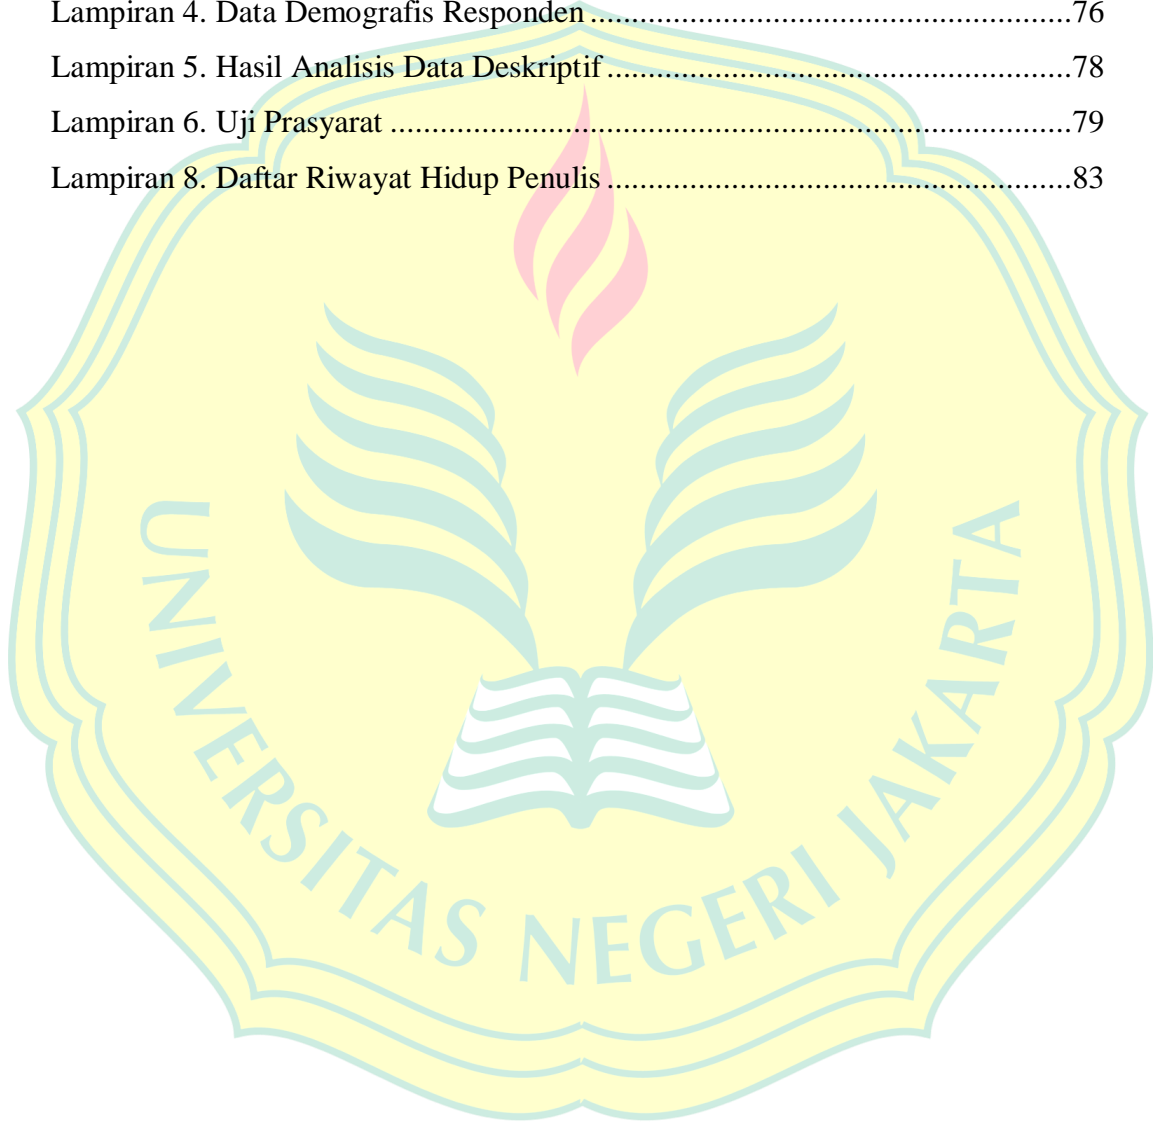 Lampiran 4. Data Demografis Responden ........................................................... 76
Lampiran 5. Hasil Analisis Data Deskriptif ......................................................... 78
Lampiran 6. Uji Prasyarat .................................................................................... 79
Lampiran 8. Daftar Riwayat Hidup Penulis ......................................................... 83
UNIVERSITAS NEGERI JAKARTA